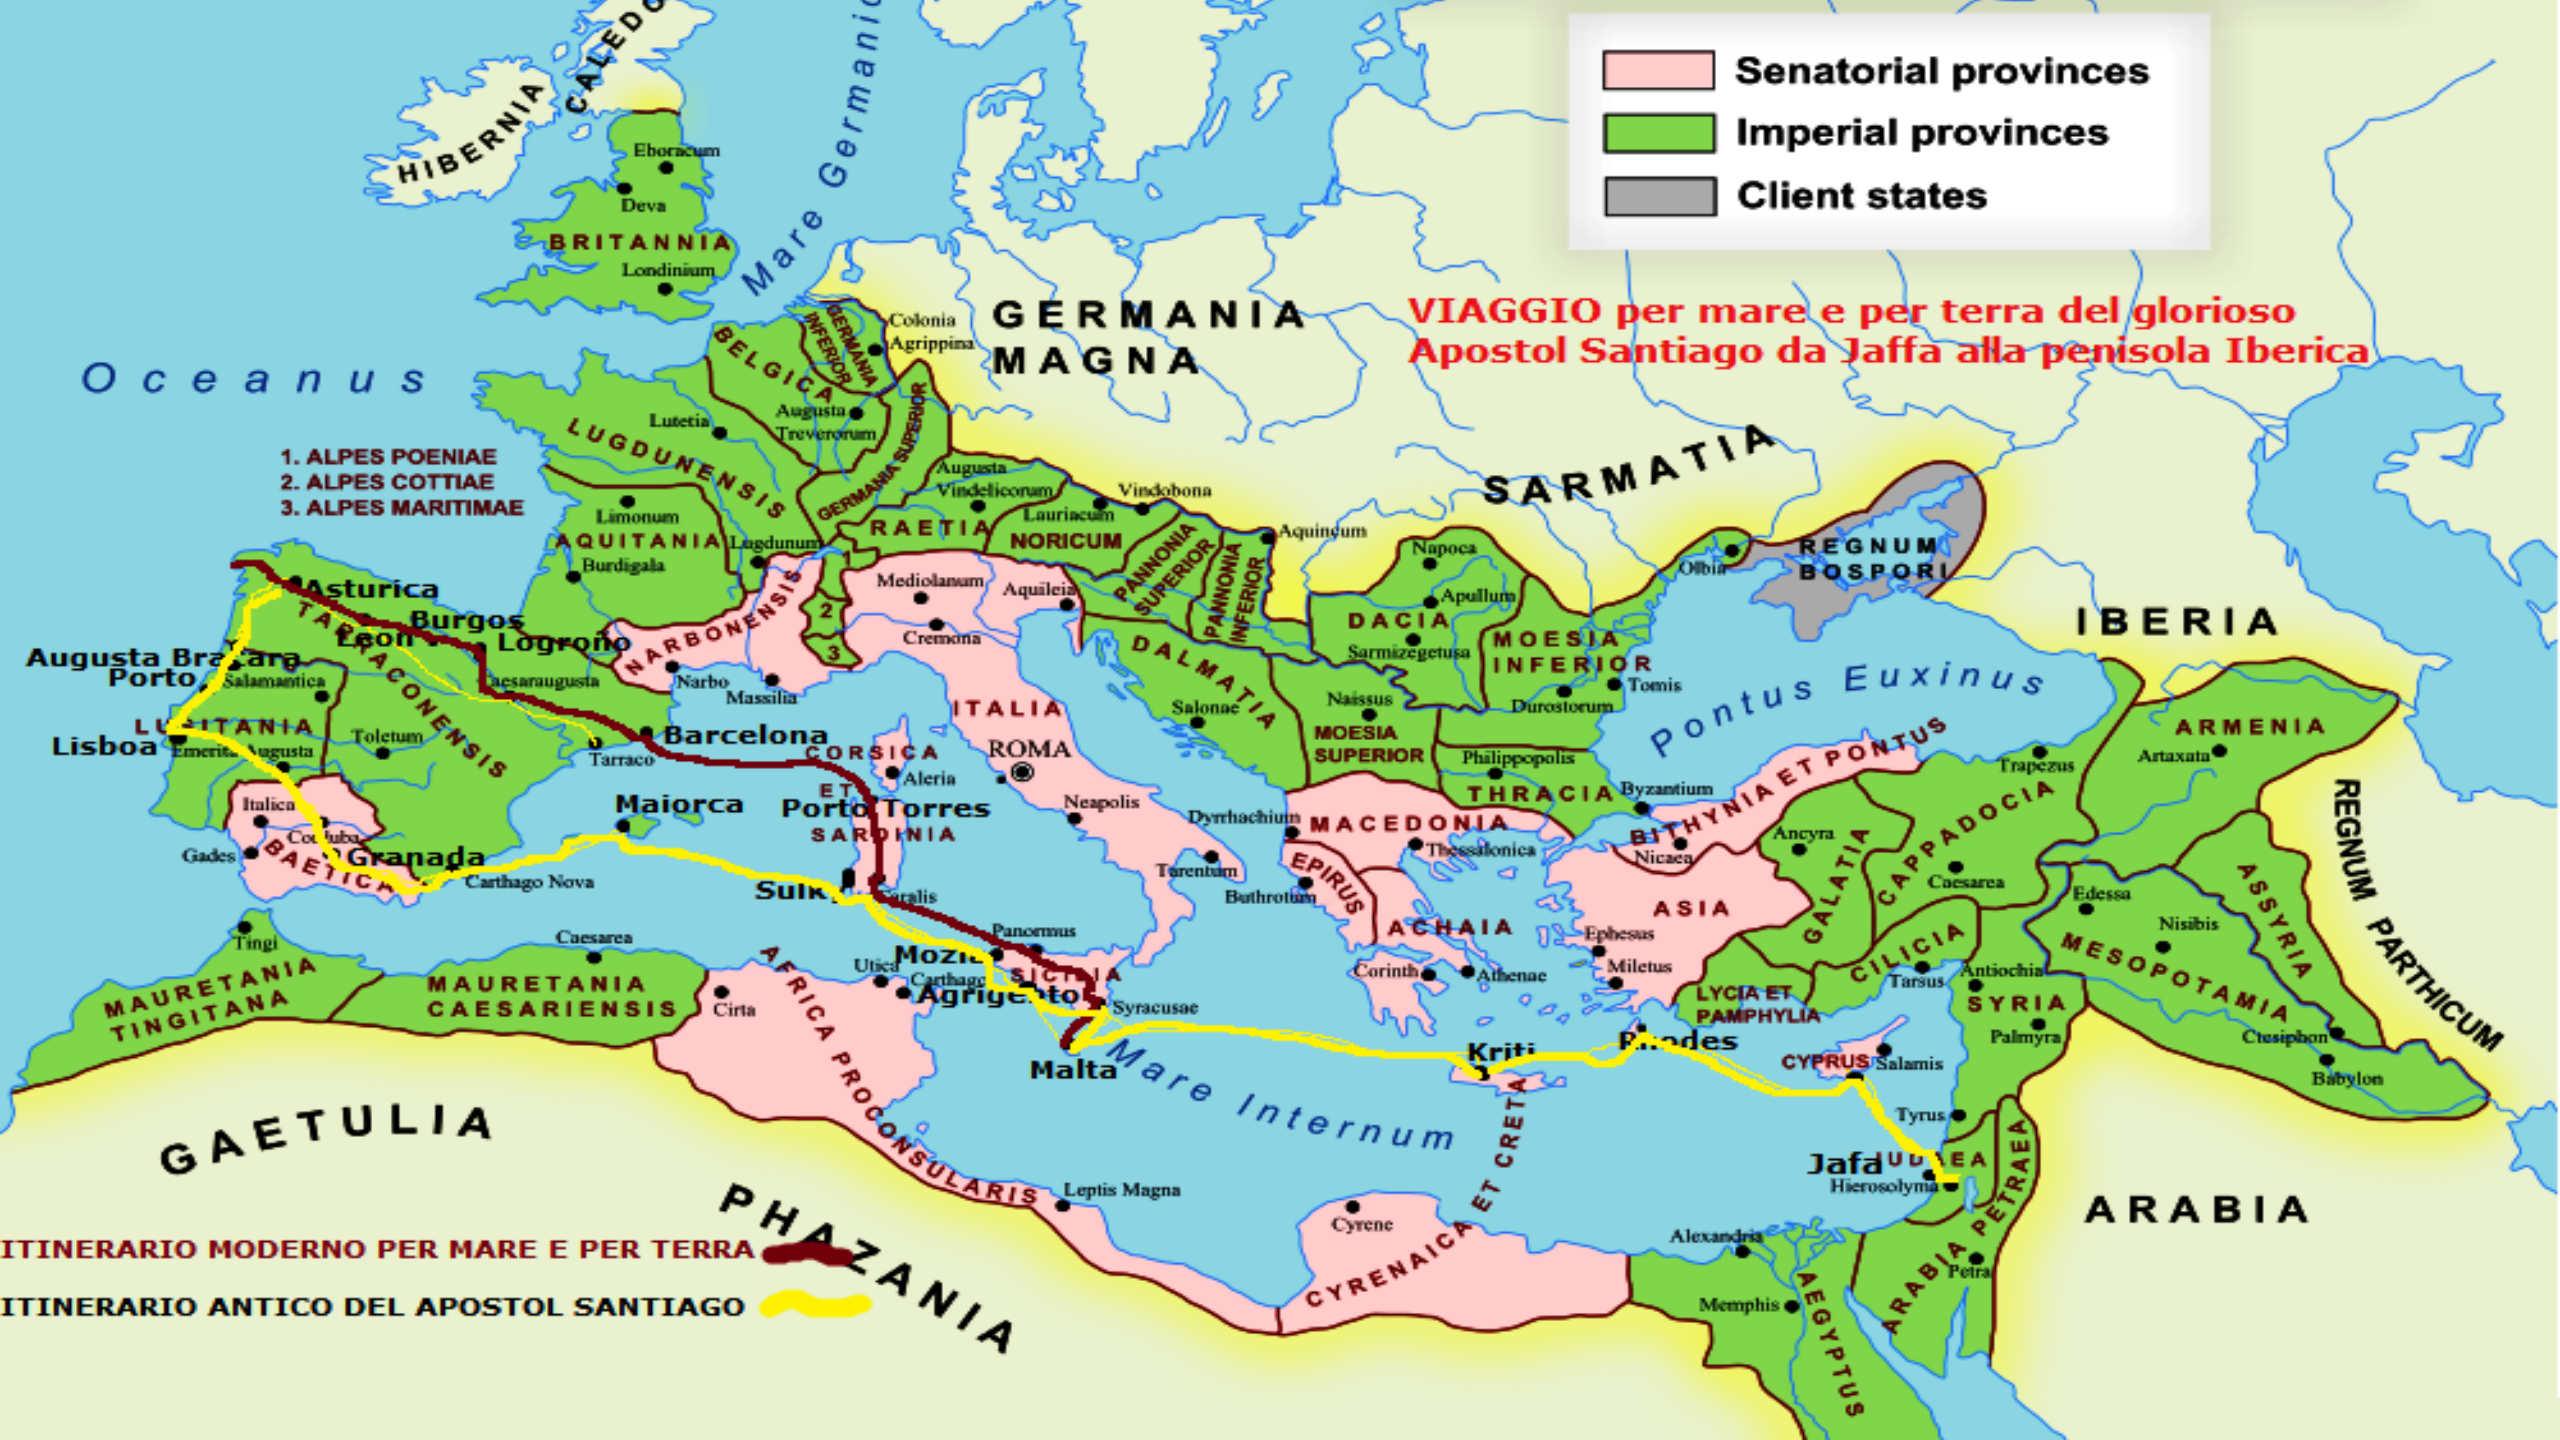 Senatorial provinces
Imperial provinces
Client states
VIAGGIO per mare e per terra del glorioso
Apostol Santiago da Jaffa alla penisola Iberica
HIBERNIA
CALEDO
Mare Germanic
Eboracum
Deva
BRITANNIA
Londinium
Oceanus
GERMANIA
MAGNA
GERMANIA
INFERIOR
Colonia
Agrippina
BELGICA
Augusta
Treverorum
Lutetia
LUGDUNENSIS
GERMANIA SUPERIOR
1. ALPES POENIAE
2. ALPES COTTIAE
3. ALPES MARITIMAE
Limonum
AQUITANIA
Burdigala
Lugdunum
NARBONENSIS
Narbo
Massilia
2
3
Augusta
Vindelicorum
RAETIA
Lauriacum
NORICUM
Vindobona
PANNONIA
SUPERIOR
PANNONIA
INFERIOR
Aquincum
SARMATIA
Mediolanum
Aquileia
Cremona
ITALIA
ROMA
Neapolis
Tarentum
DALMATIA
Salonae
Napoca
Apullum
DACIA
Sarmizegetusa
MOESIA
INFERIOR
Tomis
Durostorum
Naissus
MOESIA
SUPERIOR
Philippopolis
THRACIA
Byzantium
Olbia
REGNUM
BOSPORI
Pontus Euxinus
IBERIA
ARMENIA
Artaxata
Trapezus
BITHYNIA ET PONTUS
Nicaea
Ancyra
GALATIA
CAPPADOCIA
Caesarea
ASIA
Ephesus
Miletus
LYCIA ET
PAMPHYLIA
CILICIA
Tarsus
Antiochia
SYRIA
Palmyra
Edessa
Nisibis
MESOPOTAMIA
ASSYRIA
Ctesiphon
Babylon
REGNUM PARTHICUM
Dyrrhachium
MACEDONIA
Thessalonica
EPIRUS
Buthrotum
ACHAIA
Corinth
Athenae
Asturica
Burgos
Leon
Logroño
TARRACONENSIS
Augusta Bracara
Porto
Salamantica
Caesaraugusta
LUSITANIA
Lisboa
Emerita Augusta
Toletum
Tarraco
Barcelona
Italica
Corduba
Gades
BAETICA
Granada
Carthago Nova
Maiorca
CORSICA
Aleria
ET
Porto Torres
SARDINIA
Sulky
Caralis
Panormus
Mozia
SICILIA
Agrigento
Syracusae
Malta
Utica
Carthago
Tingi
MAURETANIA
TINGITANA
Caesarea
MAURETANIA
CAESARIENSIS
Cirta
AFRICA PROCONSULARIS
Mare Internum
Kriti
Rhodes
CYPRUS
Salamis
Tyrus
Jafa
IUDAEA
Hierosolyma
GAETULIA
PHAZANIA
Leptis Magna
Cyrene
CYRENAICA ET CRETA
Alexandria
Memphis
AEGYPTUS
ARABIA PETRAEA
Petra
ARABIA
ITINERARIO MODERNO PER MARE E PER TERRA
ITINERARIO ANTICO DEL APOSTOL SANTIAGO